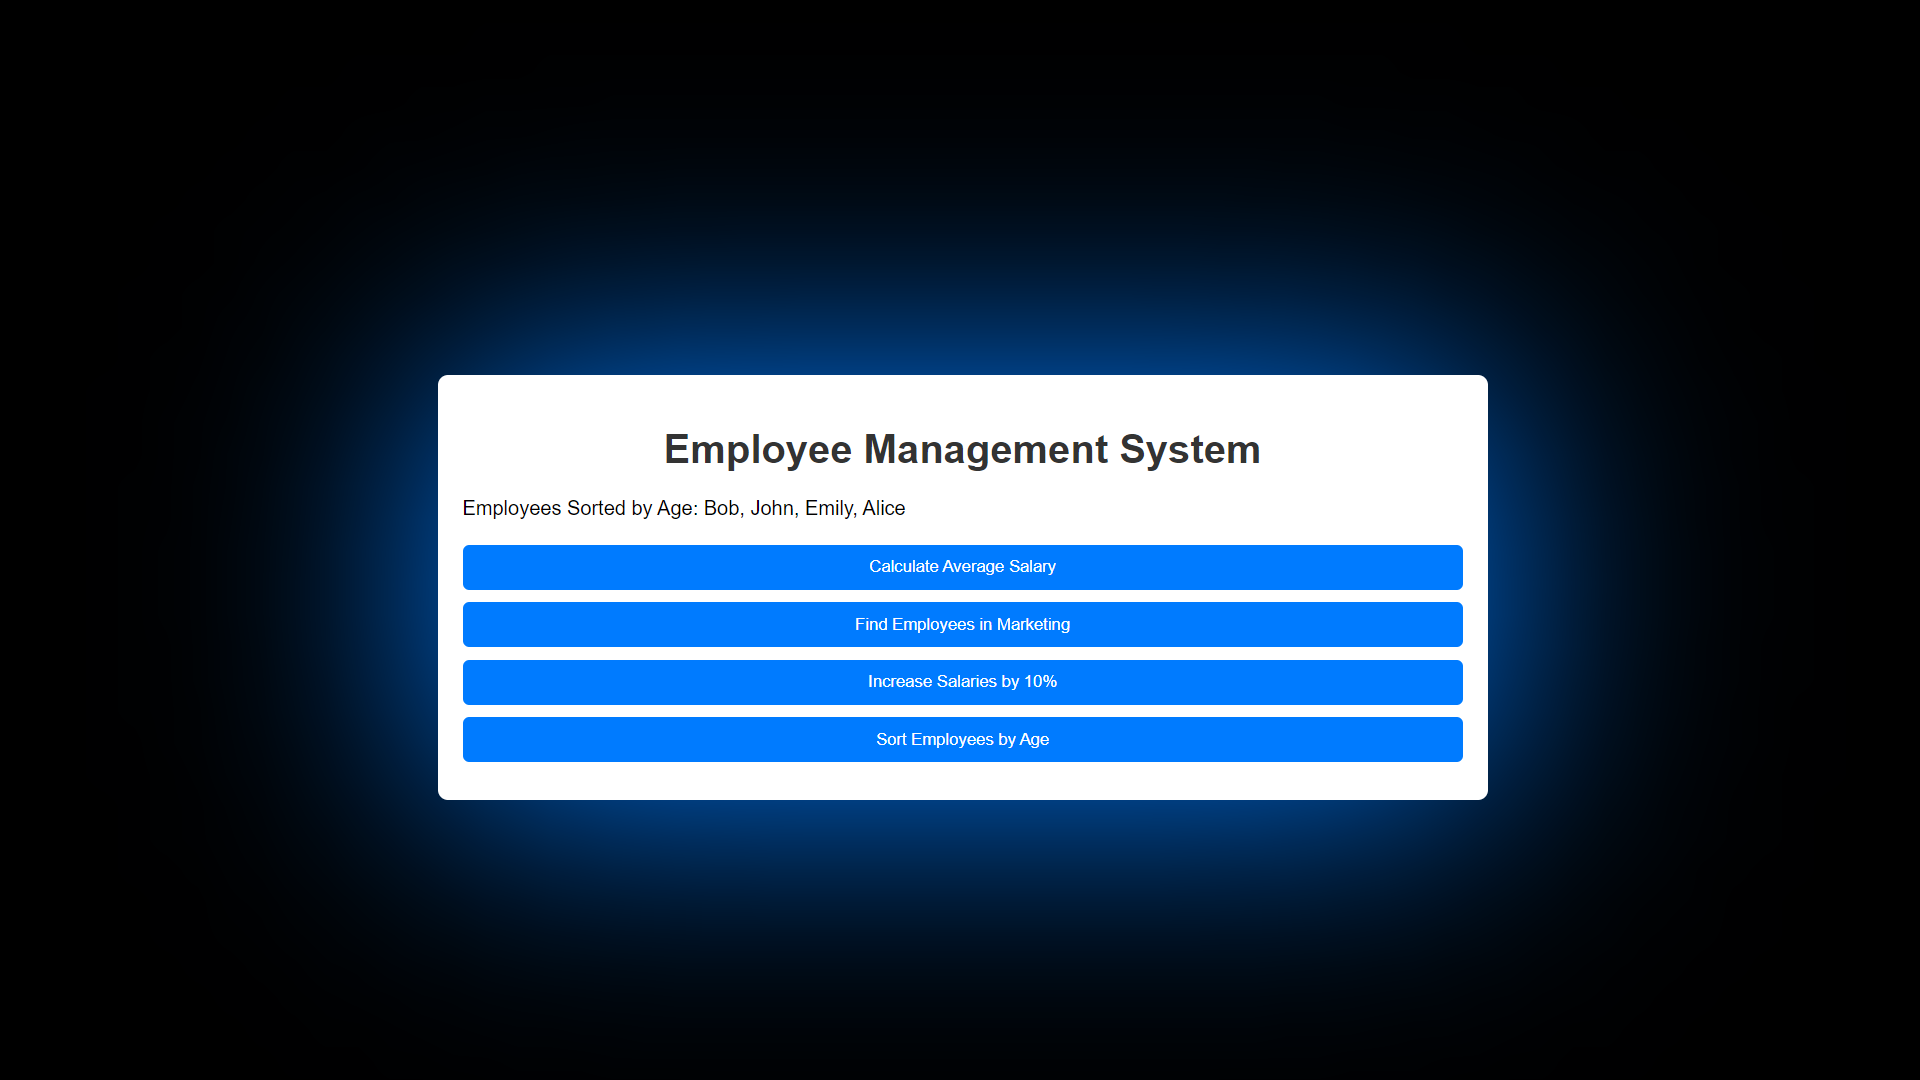 Employee Management System
Employees Sorted by Age: Bob, John, Emily, Alice
Calculate Average Salary
Find Employees in Marketing
Increase Salaries by 10%
Sort Employees by Age